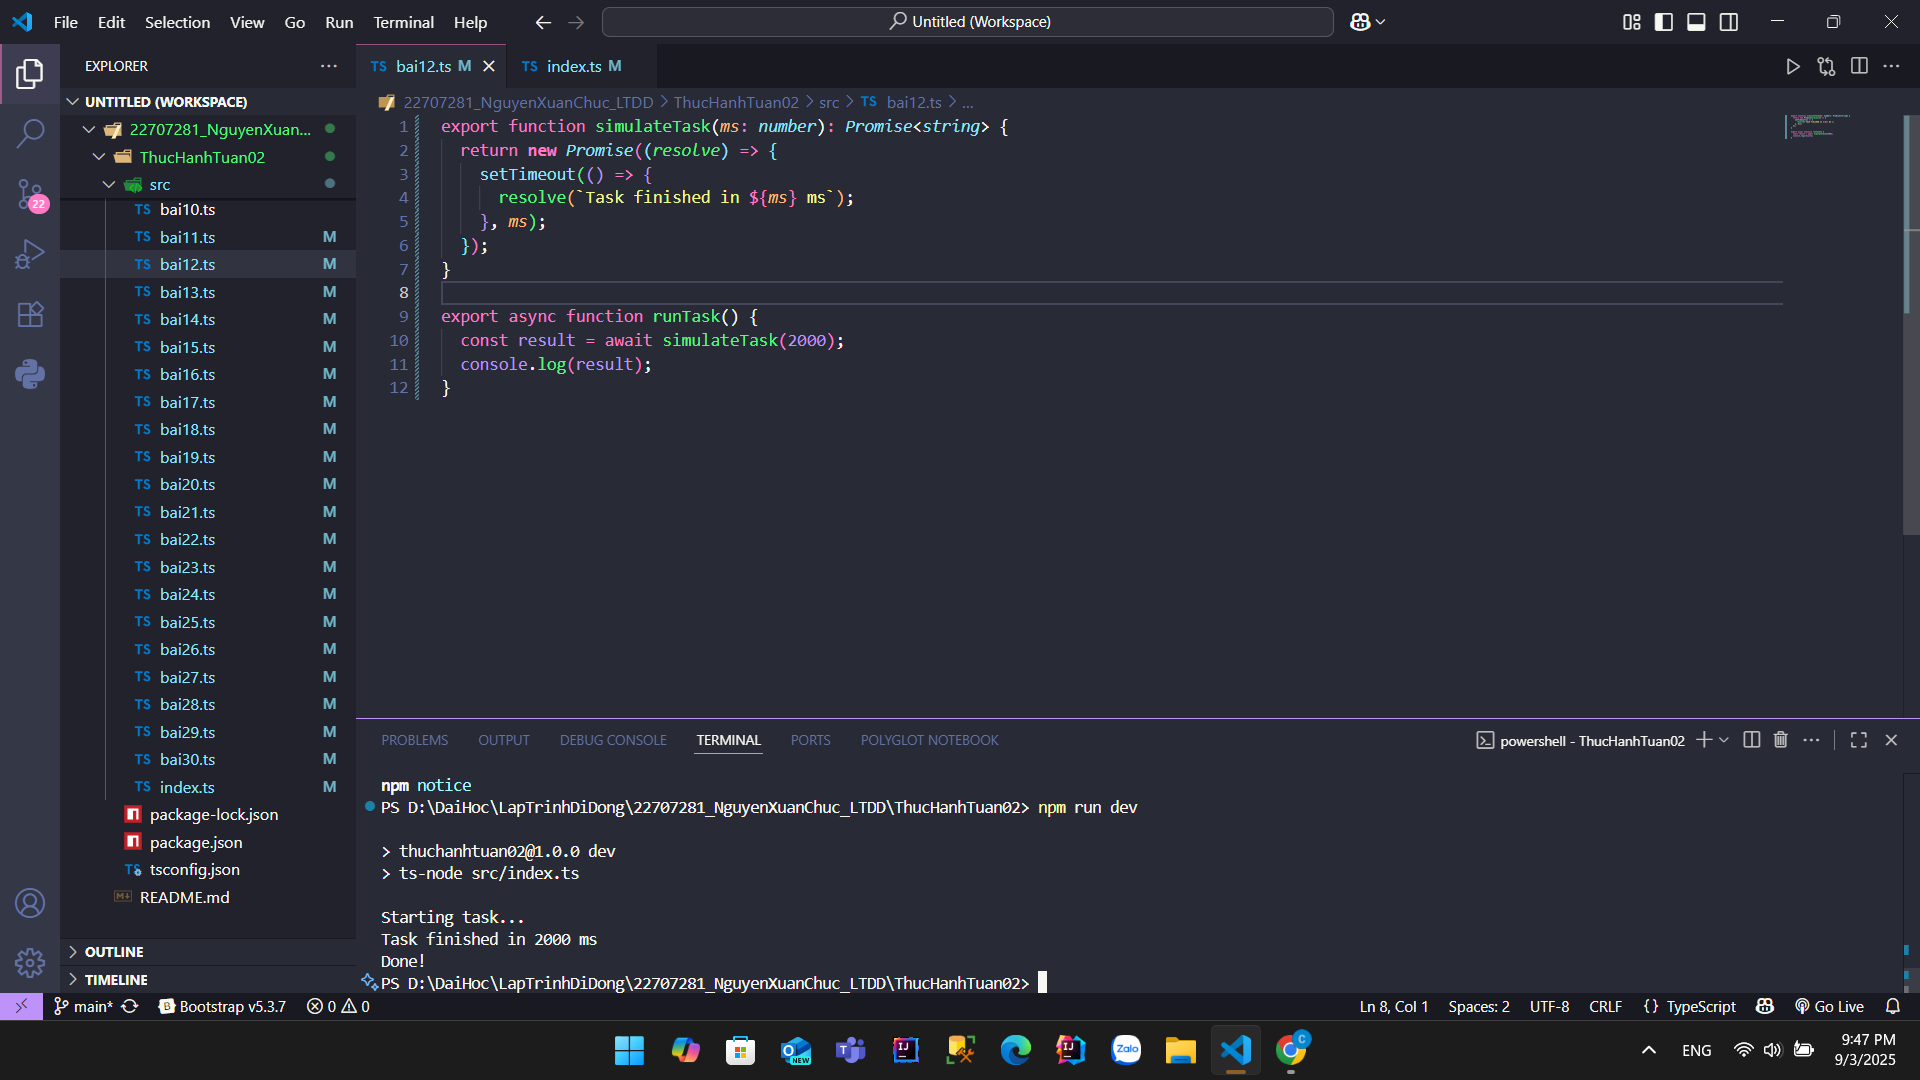 File Edit Selection View Go Run Terminal Help
Untitled (Workspace)
EXPLORER
UNTITLED (WORKSPACE)
22707281_NguyenXuan...
ThucHanhTuan02
src
TS bai10.ts
TS bai11.ts M
TS bai12.ts M
TS bai13.ts M
TS bai14.ts M
TS bai15.ts M
TS bai16.ts M
TS bai17.ts M
TS bai18.ts M
TS bai19.ts M
TS bai20.ts M
TS bai21.ts M
TS bai22.ts M
TS bai23.ts M
TS bai24.ts M
TS bai25.ts M
TS bai26.ts M
TS bai27.ts M
TS bai28.ts M
TS bai29.ts M
TS bai30.ts M
TS index.ts M
package-lock.json
package.json
TS tsconfig.json
README.md
OUTLINE
TIMELINE
22
TS bai12.ts M TS index.ts M
22707281_NguyenXuanChuc_LTDD > ThucHanhTuan02 > src > TS bai12.ts > ...
1 export function simulateTask(ms: number): Promise<string> {
2 return new Promise((resolve) => {
3 setTimeout(() => {
4 resolve(`Task finished in ${ms} ms`);
5 }, ms);
6 });
7 }
8
9 export async function runTask() {
10 const result = await simulateTask(2000);
11 console.log(result);
12 }
PROBLEMS OUTPUT DEBUG CONSOLE TERMINAL PORTS POLYGLOT NOTEBOOK
powershell - ThucHanhTuan02
npm notice
PS D:\DaiHoc\LapTrinhDiDong\22707281_NguyenXuanChuc_LTDD\ThucHanhTuan02> npm run dev
> thuchanhtuan02@1.0.0 dev
> ts-node src/index.ts
Starting task...
Task finished in 2000 ms
Done!
PS D:\DaiHoc\LapTrinhDiDong\22707281_NguyenXuanChuc_LTDD\ThucHanhTuan02>
main* Bootstrap v5.3.7 0 0
Ln 8, Col 1 Spaces: 2 UTF-8 CRLF {} TypeScript Go Live
NEW
IJ
IJ
Zalo
C
ENG
9:47 PM
9/3/2025